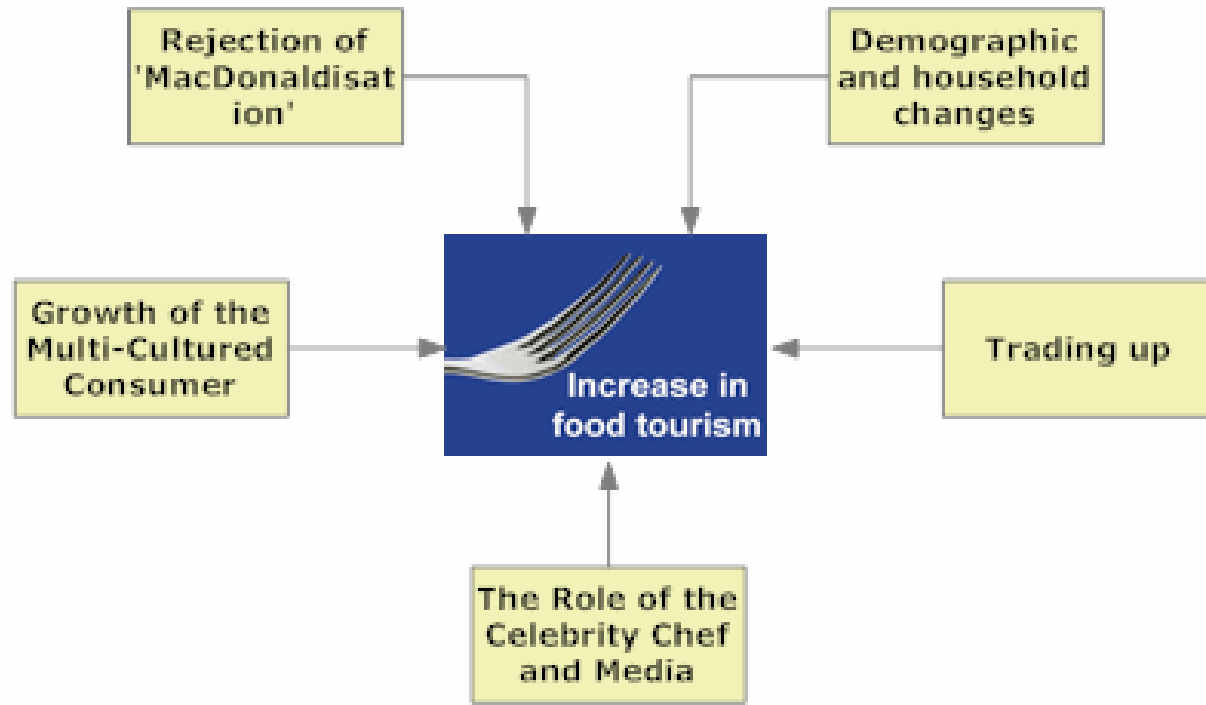 Rejection of
'MacDonaldisat
ion'
Demographic
and household
changes
Growth of the
Multi-Cultured
Consumer
Increase in
food tourism
Trading up
The Role of the
Celebrity Chef
and Media